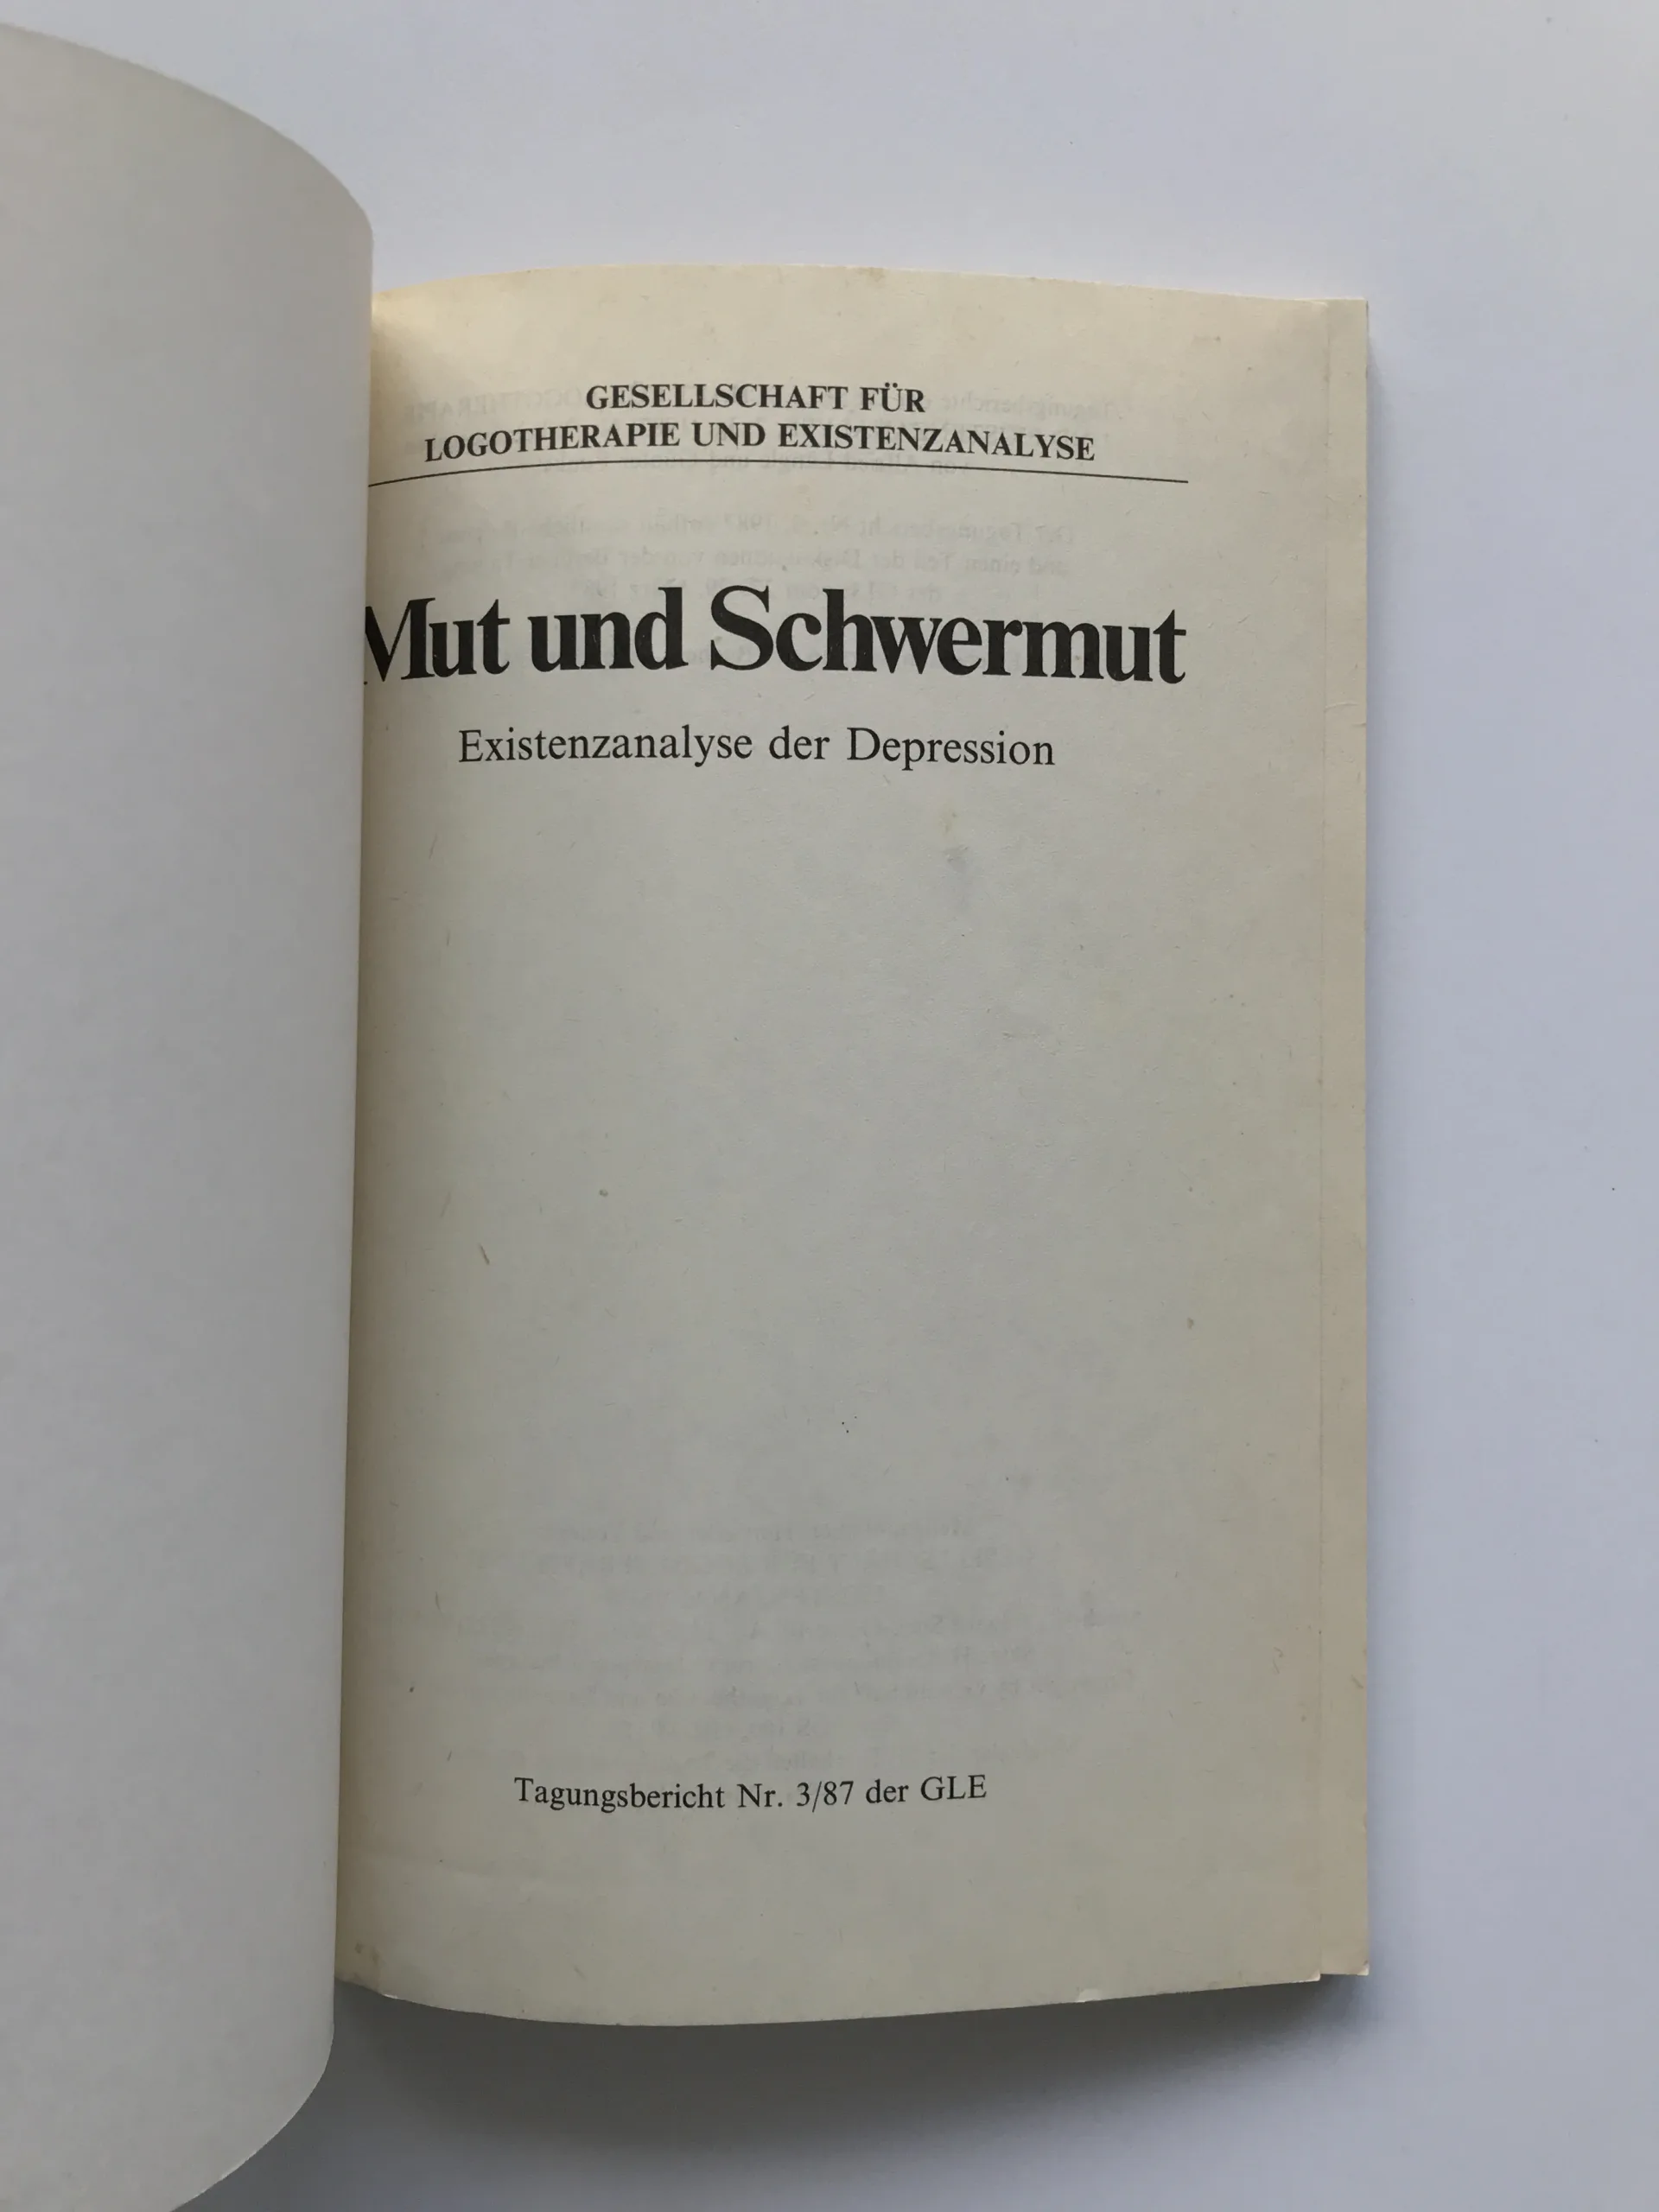 GESELLSCHAFT FÜR
LOGOTHERAPIE UND EXISTENZANALYSE
Mut und Schwermut
Existenzanalyse der Depression
Tagungsbericht Nr. 3/87 der GLE